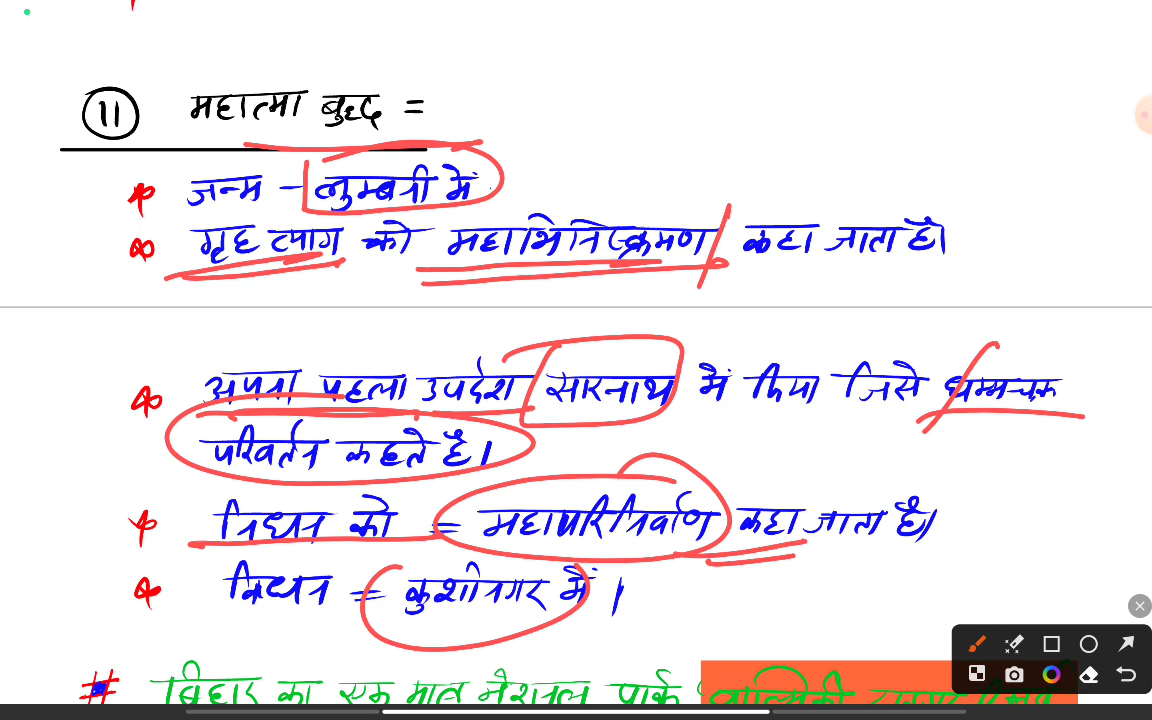 11 महात्मा बुद्ध =
* जन्म - लुम्बनी में
* गृह त्याग को महाभिनिष्क्रमण कहा जाता है।
* अपना पहला उपदेश सारनाथ में दिया जिसे धम्मचक्र
परिवर्तन कहते है।
* निधन को = महापरिनिर्वाण कहा जाता है।
* निधन = कुशीनगर में ।
# बिहार का एक मात्र नेशनल पार्क वाल्मिकी